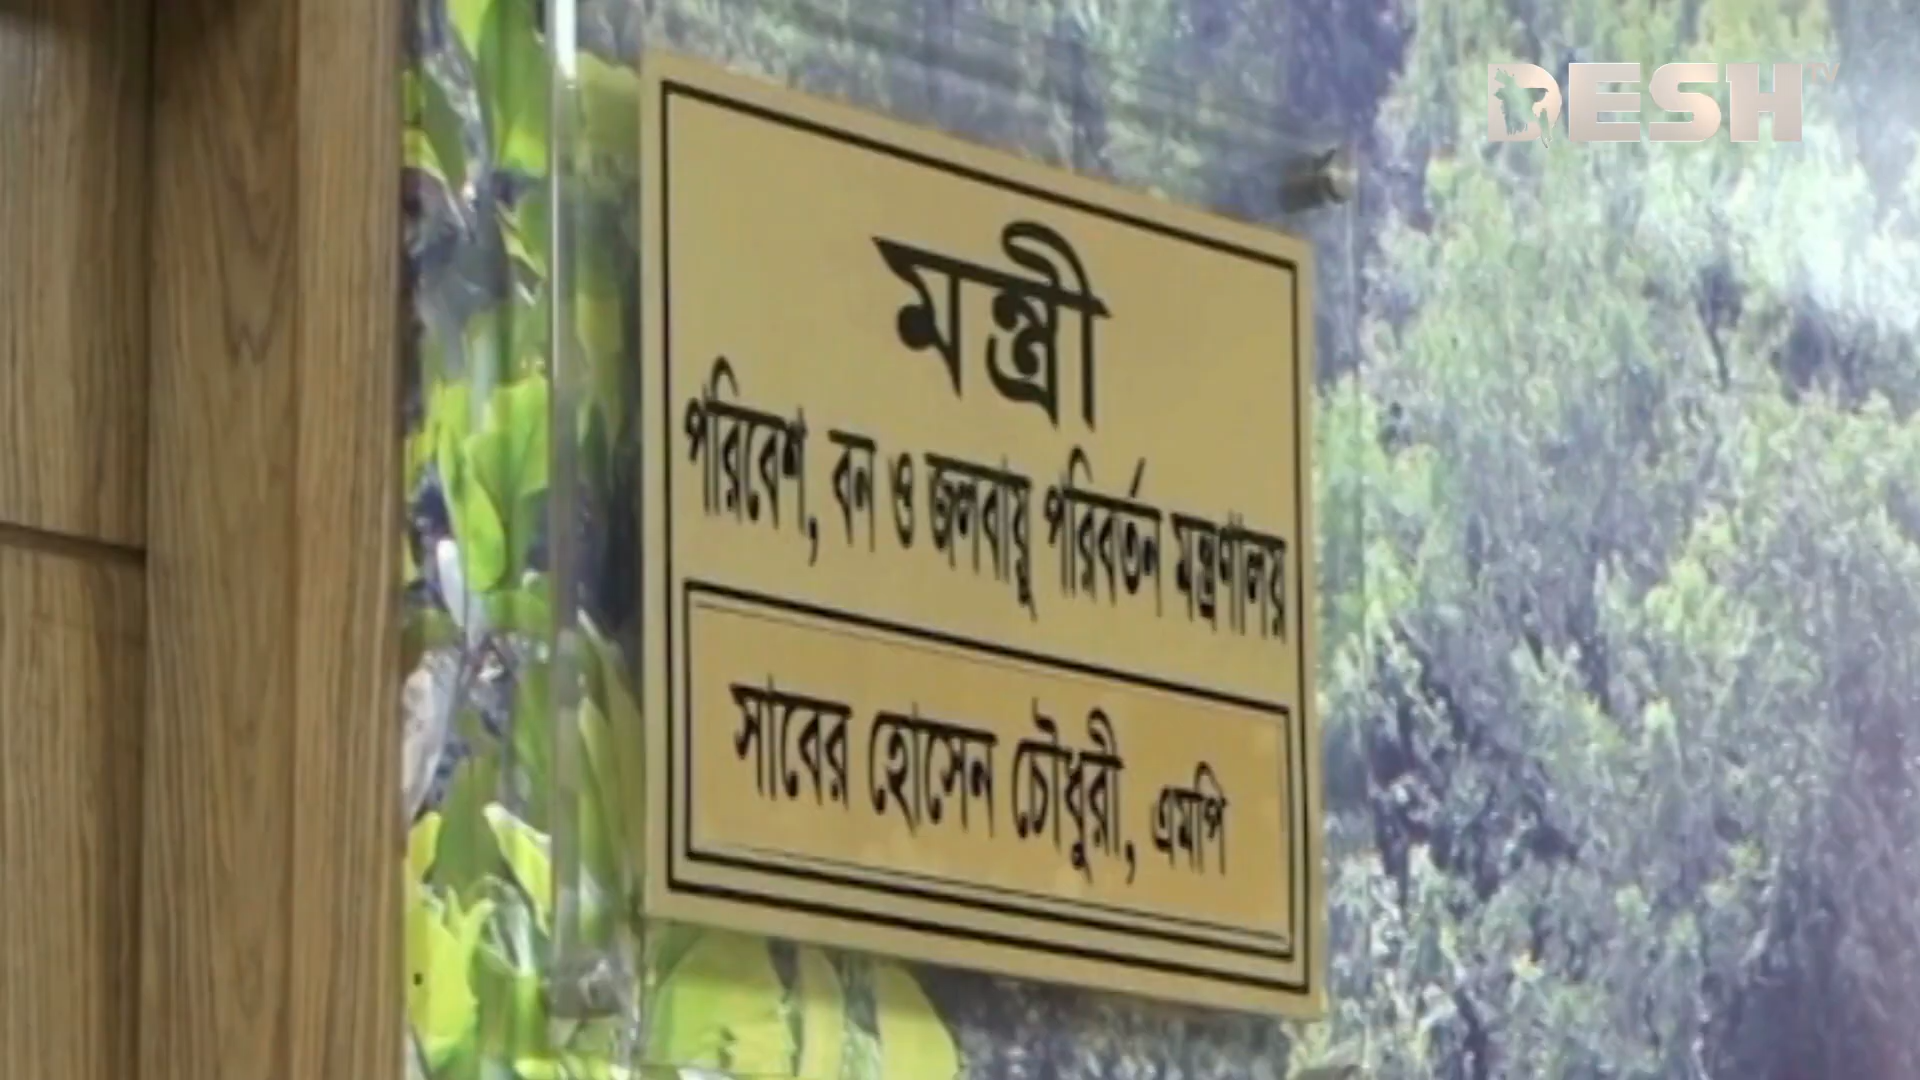 DESH TV
মন্ত্রী
পরিবেশ, বন ও জলবায়ু পরিবর্তন মন্ত্রণালয়
সাবের হোসেন চৌধুরী, এমপি